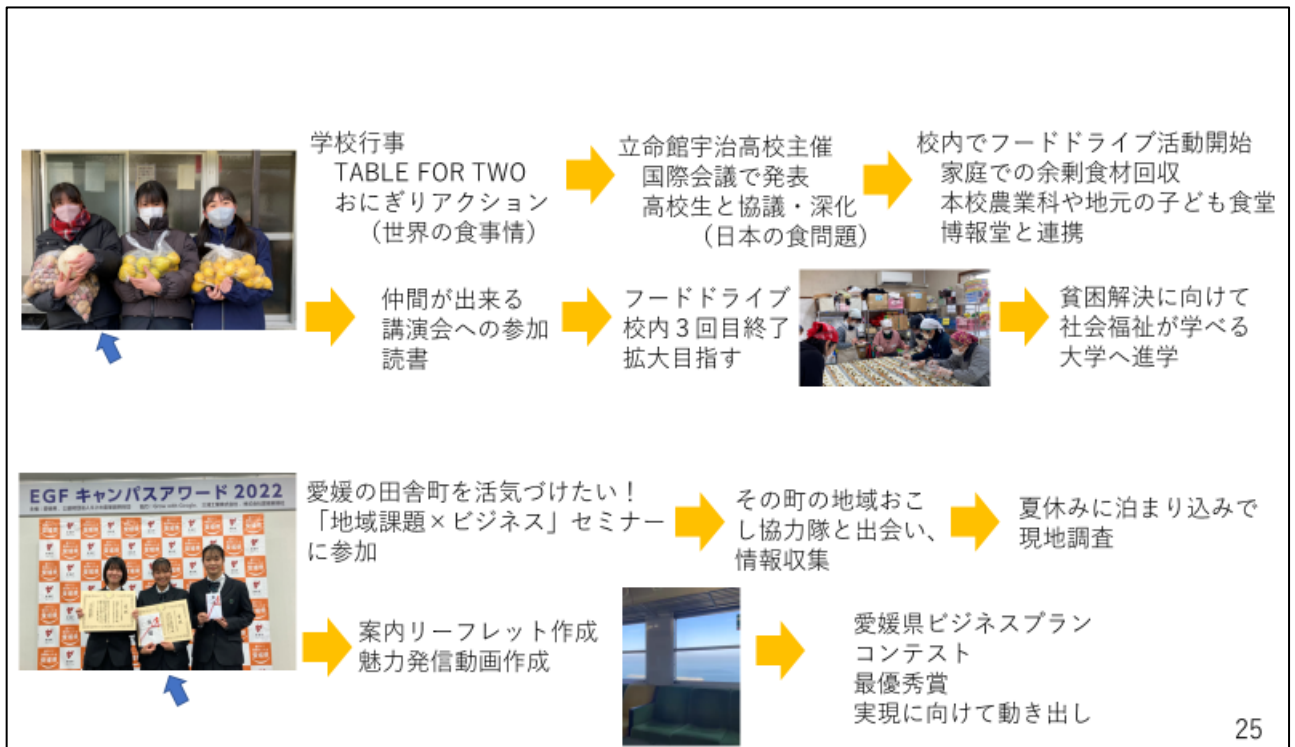 学校行事
TABLE FOR TWO
おにぎりアクション
（世界の食事情）
立命館宇治高校主催
国際会議で発表
高校生と協議・深化
（日本の食問題）
校内でフードドライブ活動開始
家庭での余剰食材回収
本校農業科や地元の子ども食堂
博報堂と連携
仲間が出来る
講演会への参加
読書
フードドライブ
校内３回目終了
拡大目指す
貧困解決に向けて
社会福祉が学べる
大学へ進学
EGF キャンパスアワード 2022
愛媛の田舎町を活気づけたい！
「地域課題×ビジネス」セミナー
に参加
その町の地域おこ
し協力隊と出会い、
情報収集
夏休みに泊まり込みで
現地調査
案内リーフレット作成
魅力発信動画作成
愛媛県ビジネスプラン
コンテスト
最優秀賞
実現に向けて動き出し
25